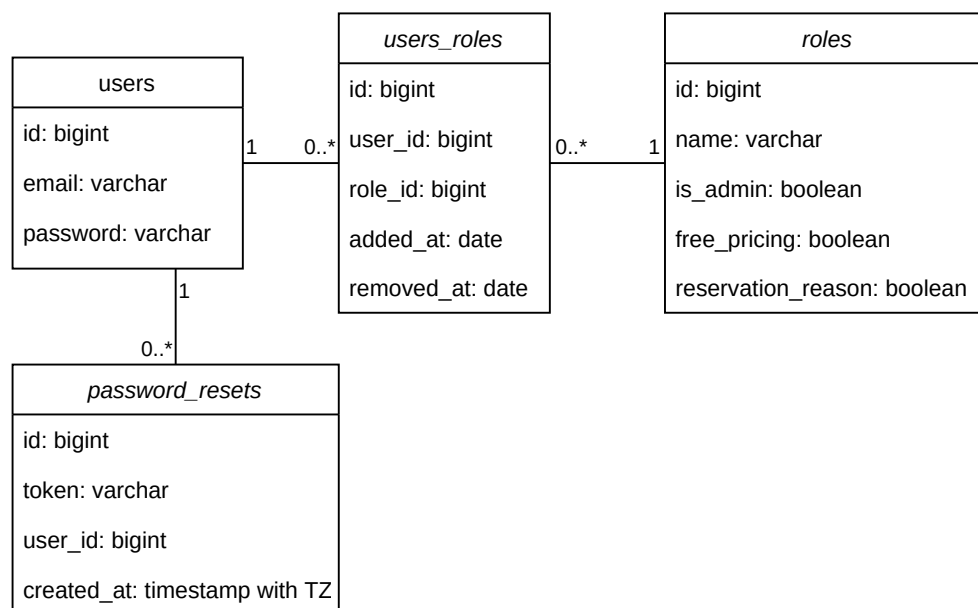 users
id: bigint
email: varchar
password: varchar
1
0..*
users_roles
id: bigint
user_id: bigint
role_id: bigint
added_at: date
removed_at: date
0..*
1
roles
id: bigint
name: varchar
is_admin: boolean
free_pricing: boolean
reservation_reason: boolean
1
0..*
password_resets
id: bigint
token: varchar
user_id: bigint
created_at: timestamp with TZ